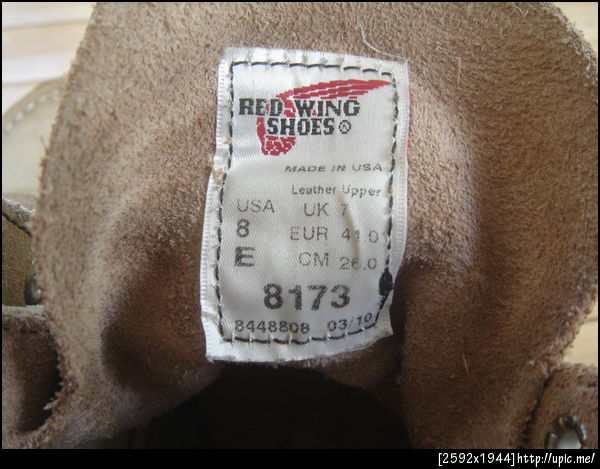 RED WING
SHOES®
MADE IN USA
Leather Upper
USA UK 7
8 EUR 41.0
E CM 26.0
8173
8448808 03/10
[2592x1944]http://upic.me/